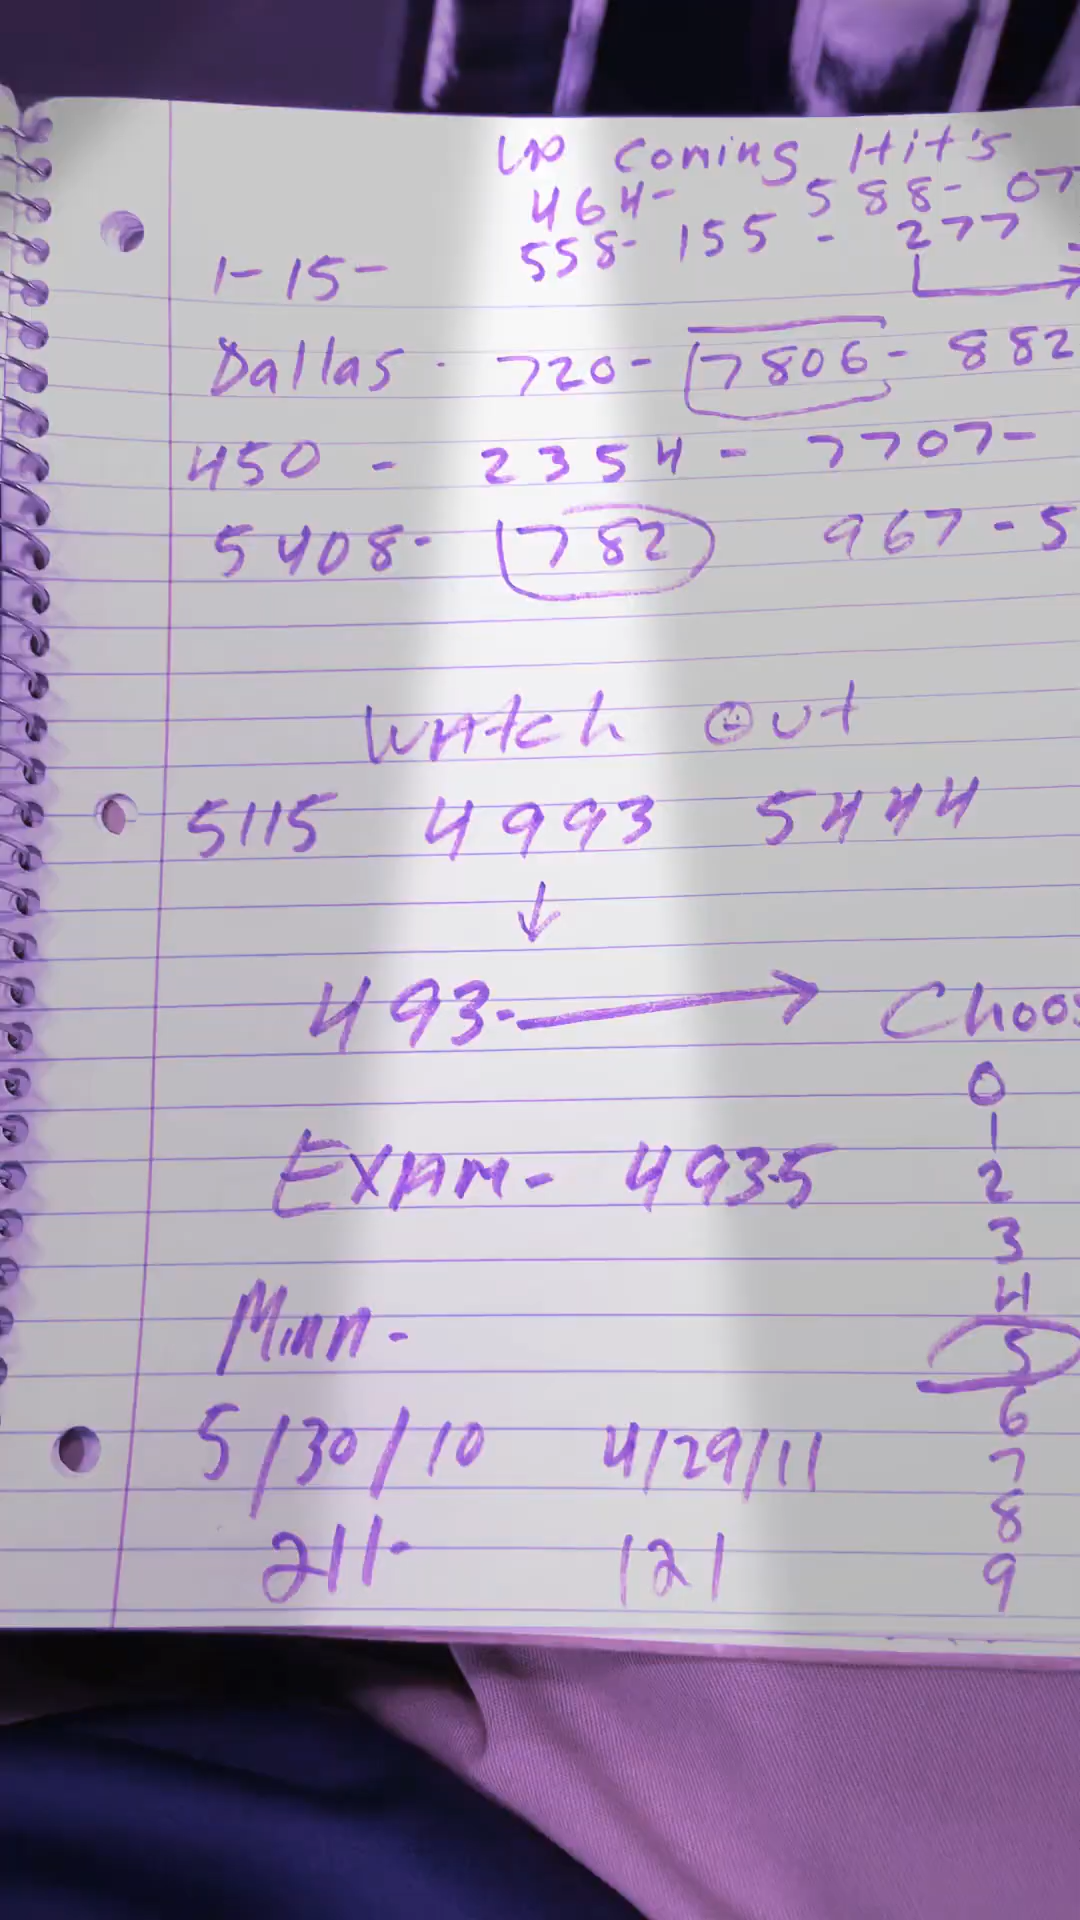 Up Coming Hit's
464- 588- 07
558- 155 - 277
1-15-
Dallas. 720- 7806- 882
450 - 2354 - 7707-
5408- 782 967-5
Watch Out
5115 4993 5444
↓
493-→ Choos
0
1
2
Exam- 4935
3
4
Minn-
5
6
5/30/10 4/29/11
7
8
211- 121
9